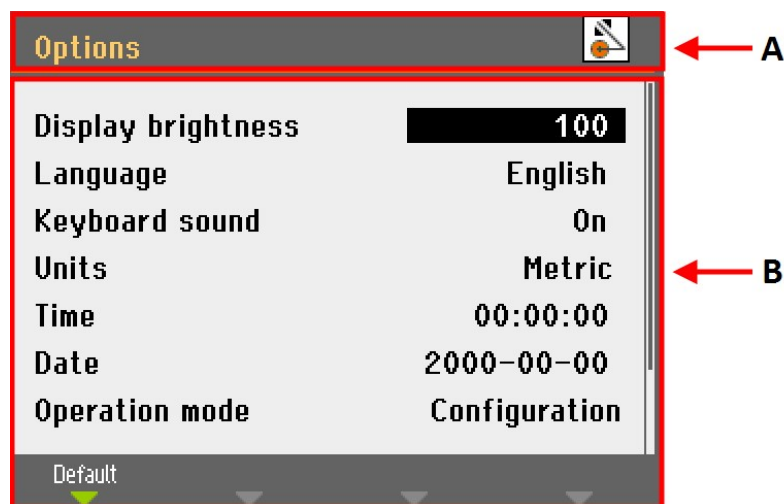 Options
A
Display brightness 100
Language English
Keyboard sound On
Units Metric
B
Time 00:00:00
Date 2000-00-00
Operation mode Configuration
Default